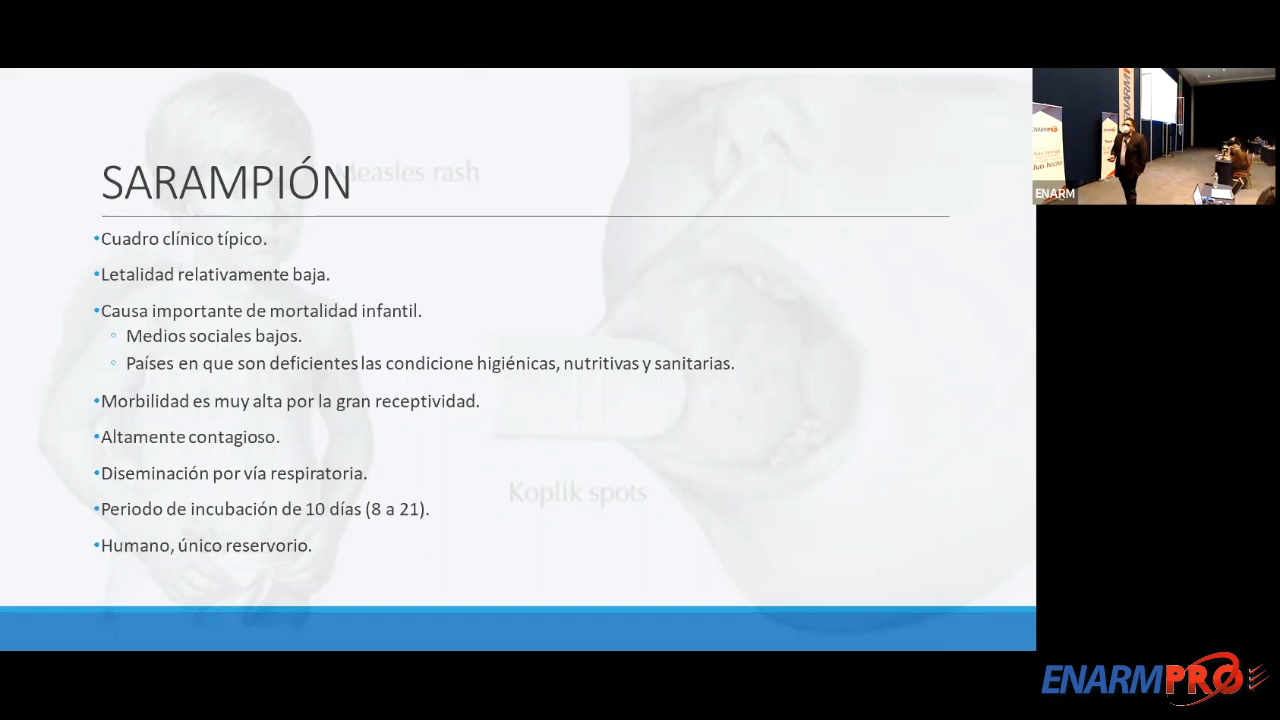 SARAMPIÓN
Measles rash
•Cuadro clínico típico.
•Letalidad relativamente baja.
•Causa importante de mortalidad infantil.
◦ Medios sociales bajos.
◦ Países en que son deficientes las condicione higiénicas, nutritivas y sanitarias.
•Morbilidad es muy alta por la gran receptividad.
•Altamente contagioso.
•Diseminación por vía respiratoria.
Koplik spots
•Periodo de incubación de 10 días (8 a 21).
•Humano, único reservorio.
ENARM
ENARMPRO